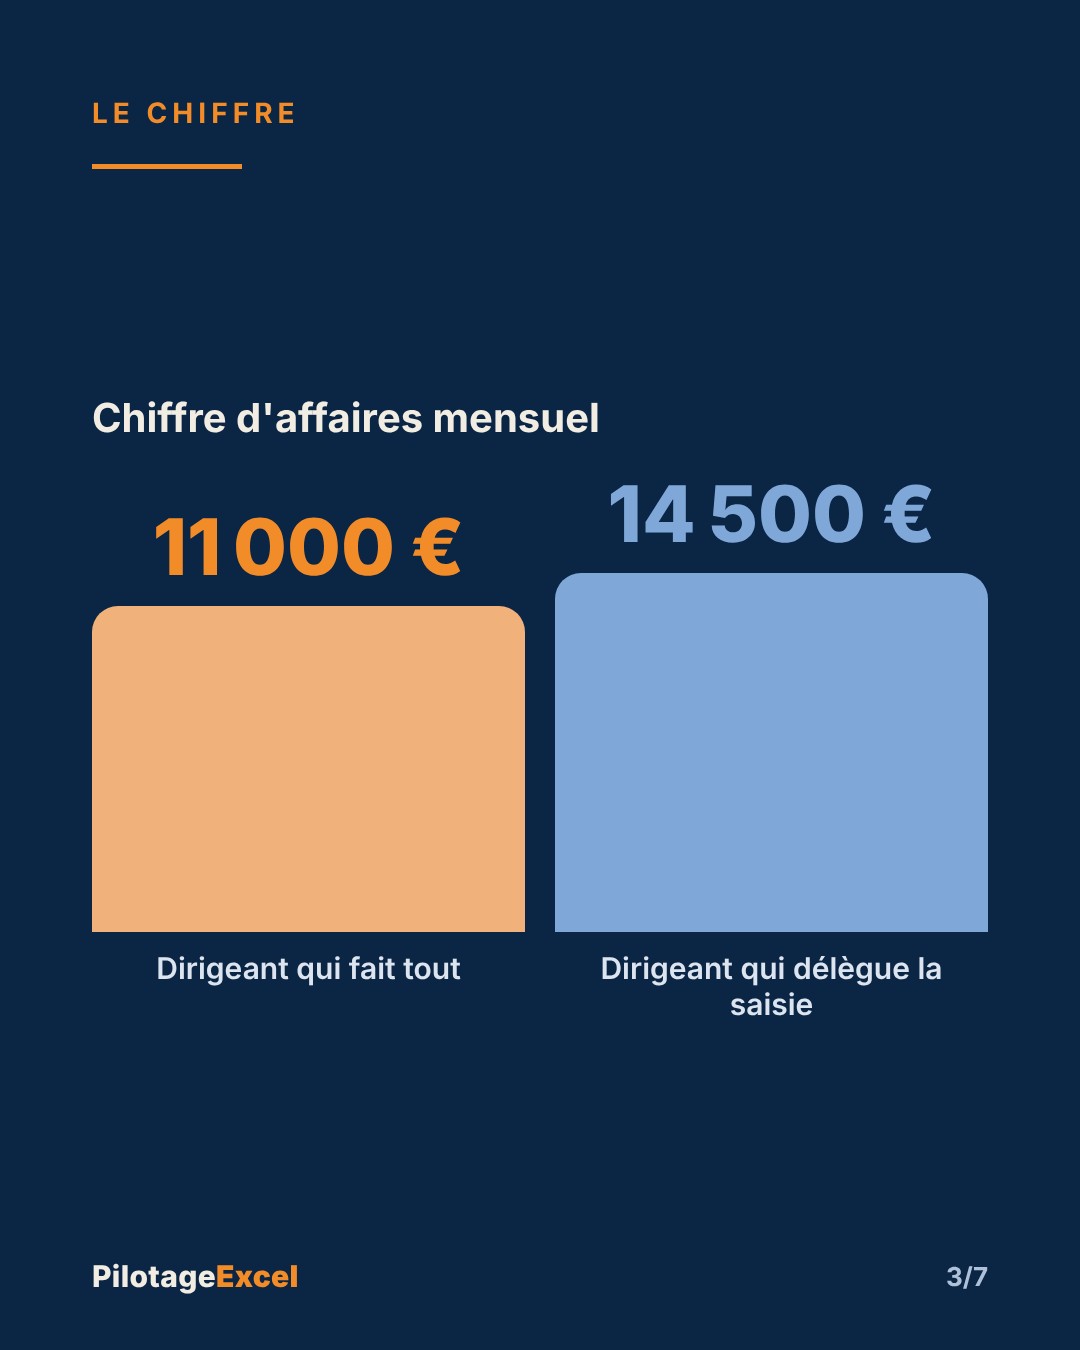 LE CHIFFRE
Chiffre d'affaires mensuel
11 000 €
14 500 €
Dirigeant qui fait tout
Dirigeant qui délègue la
saisie
PilotageExcel
3/7